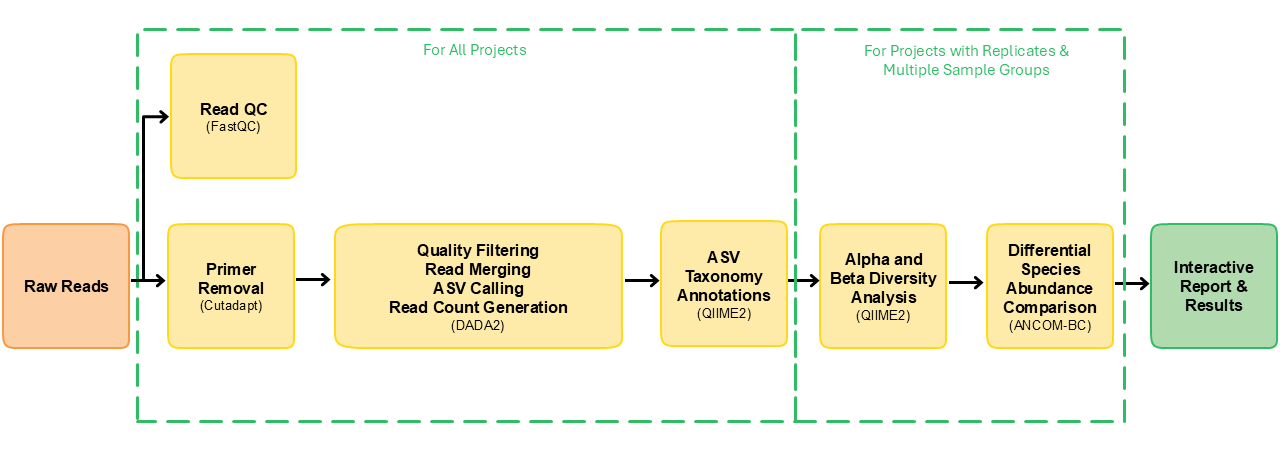 For All Projects
For Projects with Replicates &
Multiple Sample Groups
Read QC
(FastQC)
Raw Reads
Primer
Removal
(Cutadapt)
Quality Filtering
Read Merging
ASV Calling
Read Count Generation
(DADA2)
ASV
Taxonomy
Annotations
(QIIME2)
Alpha and
Beta Diversity
Analysis
(QIIME2)
Differential
Species
Abundance
Comparison
(ANCOM-BC)
Interactive
Report &
Results